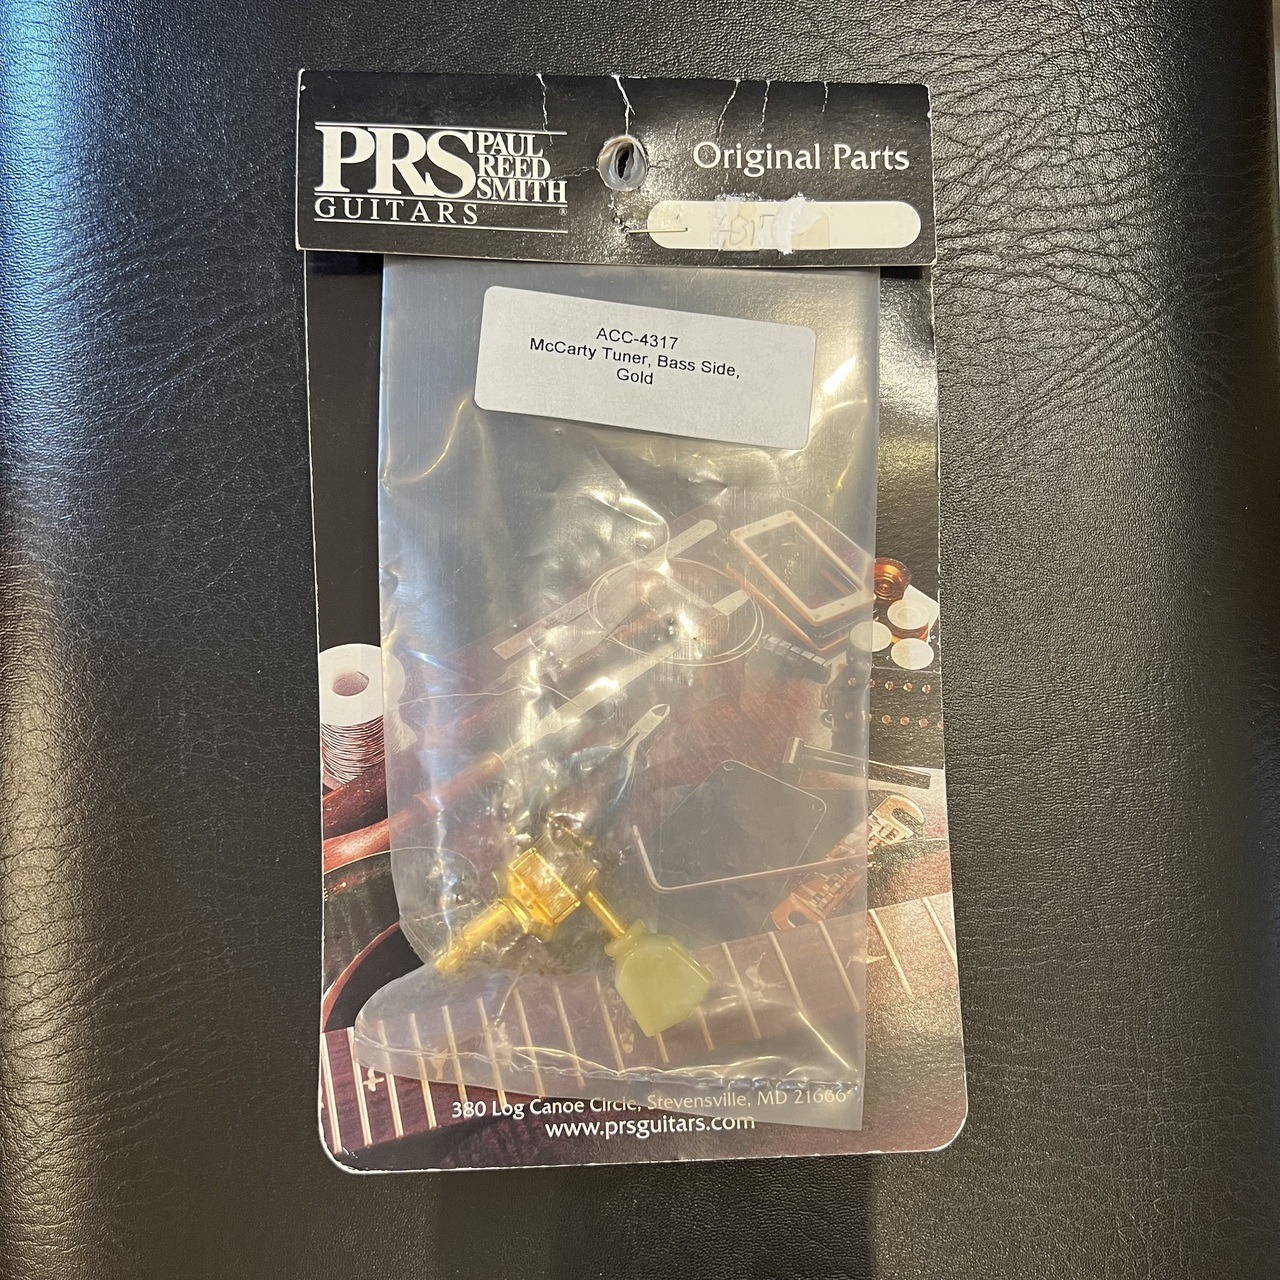 PRS PAUL
REED
SMITH
GUITARS ®
Original Parts
4317
ACC-4317
McCarty Tuner, Bass Side,
Gold
380 Log Canoe Circle, Stevensville, MD 21666
www.prsguitars.com